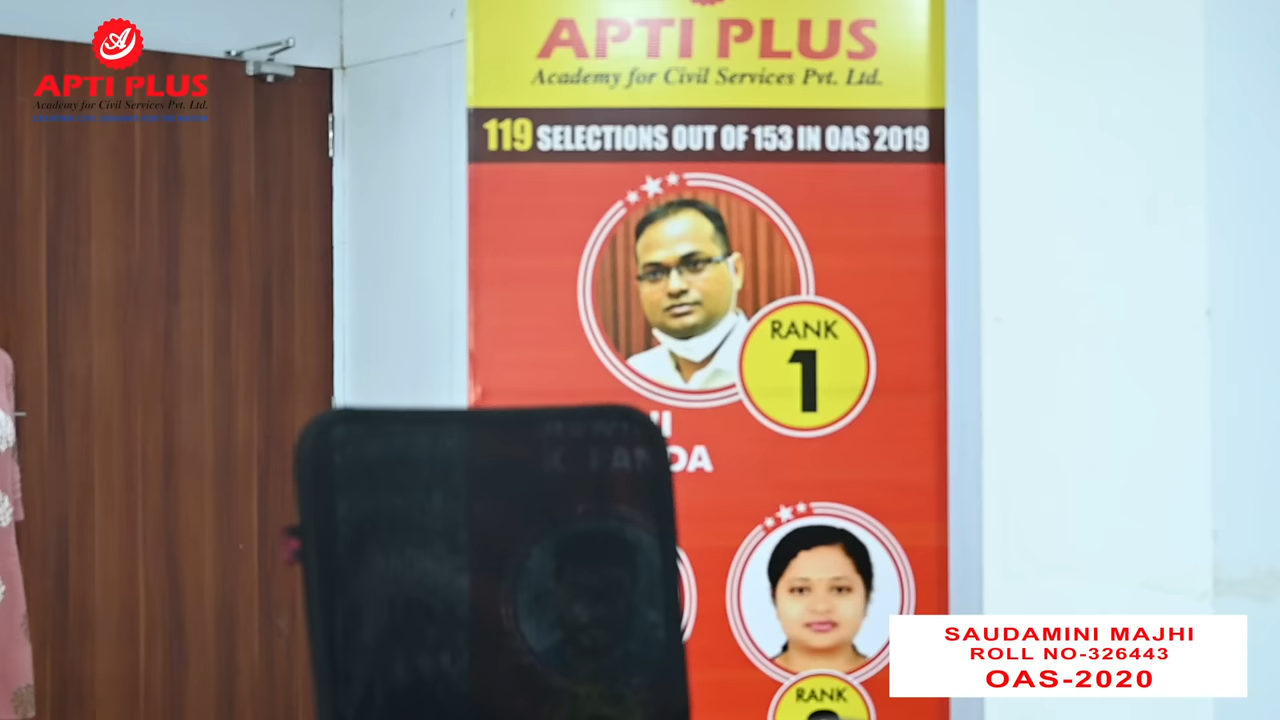 APTI PLUS
Academy for Civil Services Pvt. Ltd.
APTI PLUS
Academy for Civil Services Pvt. Ltd.
119 SELECTIONS OUT OF 153 IN OAS 2019
RANK
1
RANK
SAUDAMINI MAJHI
ROLL NO-326443
OAS-2020